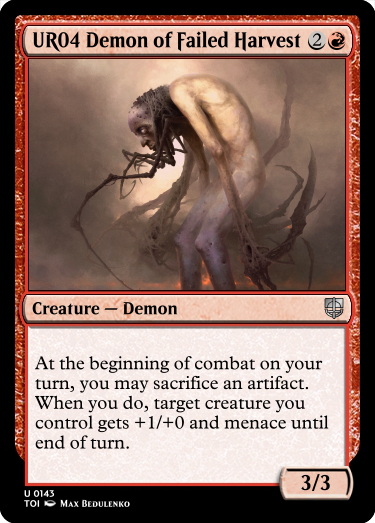 UR04 Demon of Failed Harvest 2
Creature — Demon
At the beginning of combat on your
turn, you may sacrifice an artifact.
When you do, target creature you
control gets +1/+0 and menace until
end of turn.
3/3
U 0143
TOI Max Bedulenko